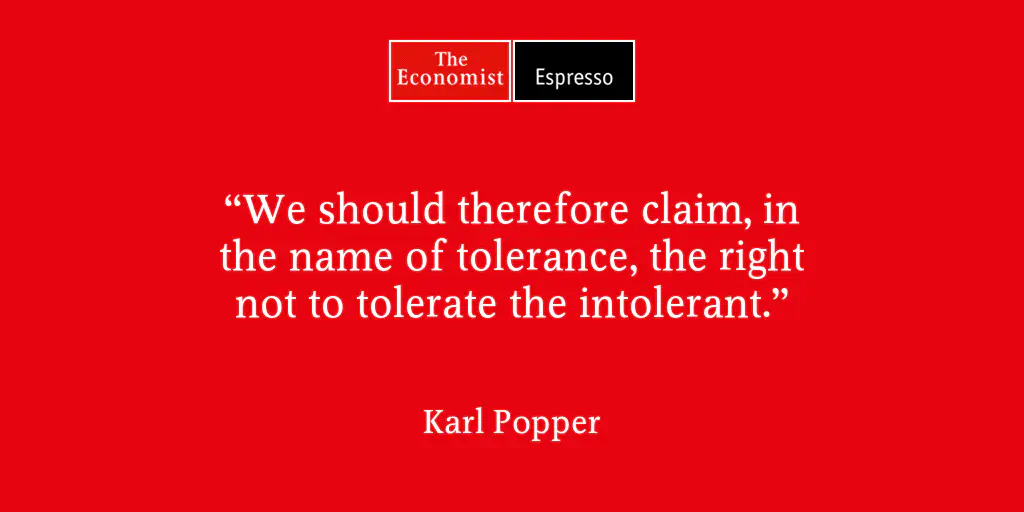 The
Economist
Espresso
“We should therefore claim, in
the name of tolerance, the right
not to tolerate the intolerant.”
Karl Popper